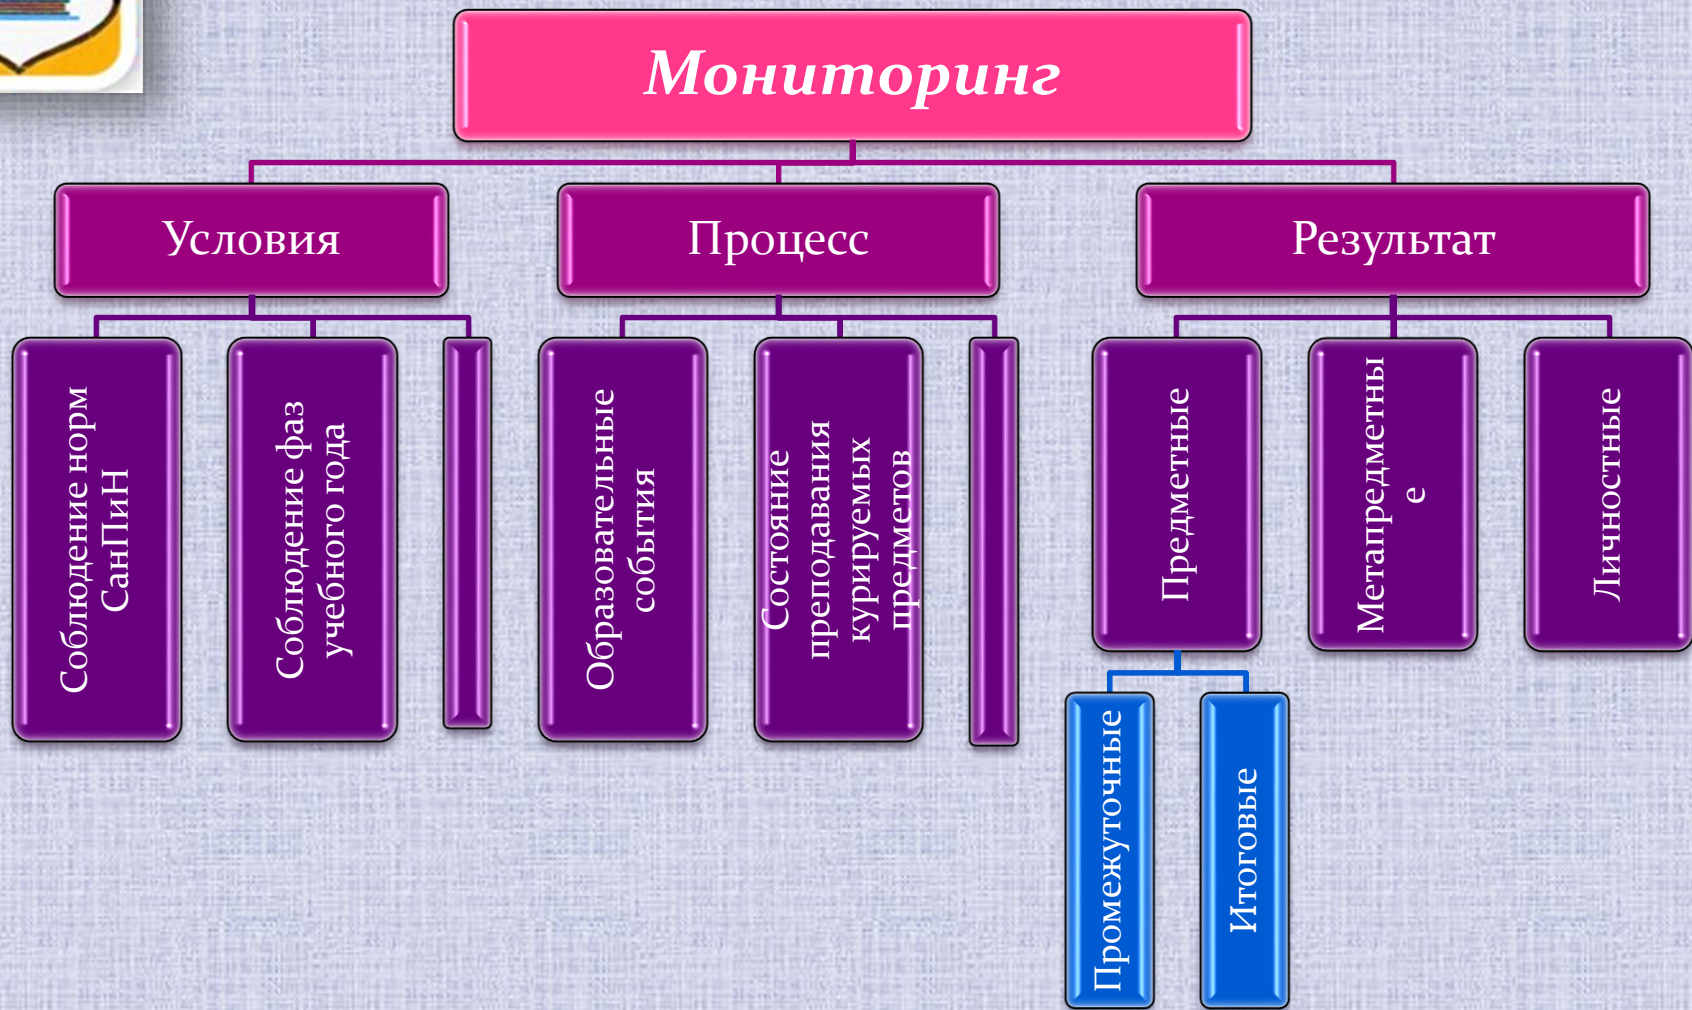 Мониторинг
Условия
Процесс
Результат
Соблюдение норм
СанПиН
Соблюдение фаз
учебного года
Образовательные
события
Состояние
преподавания
курируемых
предметов
Предметные
Метапредметны
е
Личностные
Промежуточные
Итоговые